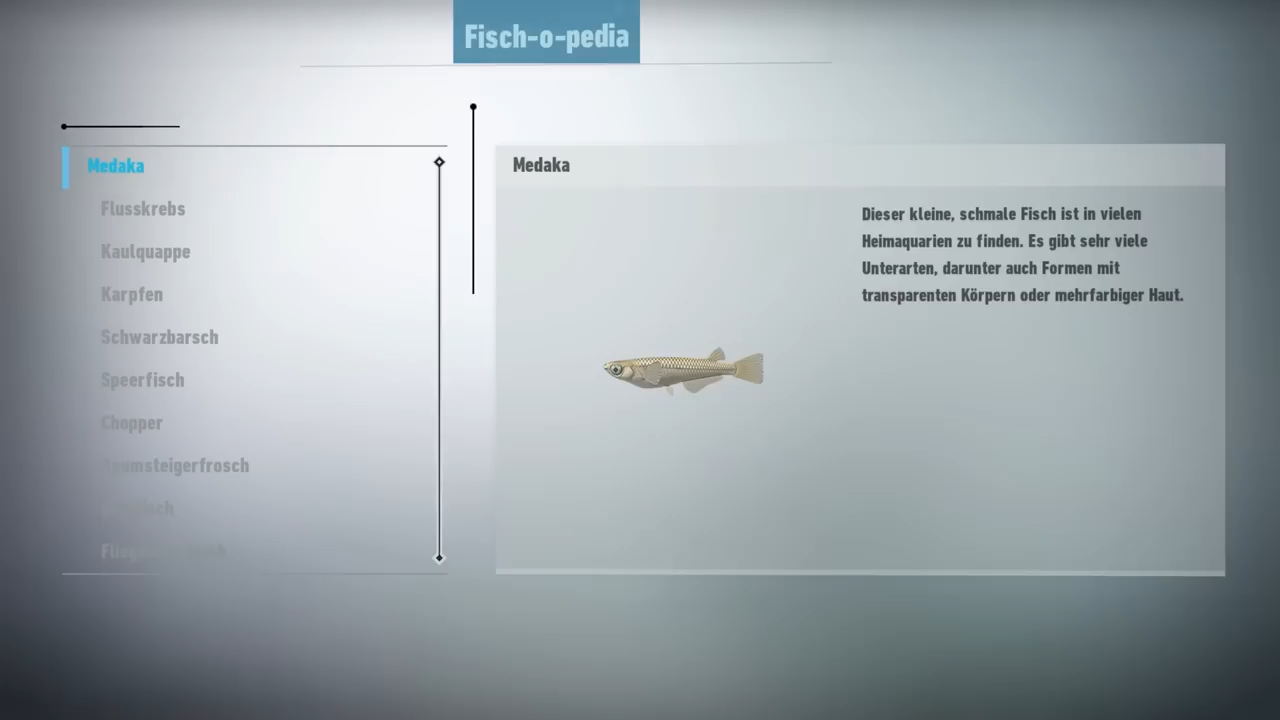 Fisch-o-pedia
Medaka
Flusskrebs
Kaulquappe
Karpfen
Schwarzbarsch
Speerfisch
Chopper
Medaka
Dieser kleine, schmale Fisch ist in vielen
Heimaquarien zu finden. Es gibt sehr viele
Unterarten, darunter auch Formen mit
transparenten Körpern oder mehrfarbiger Haut.